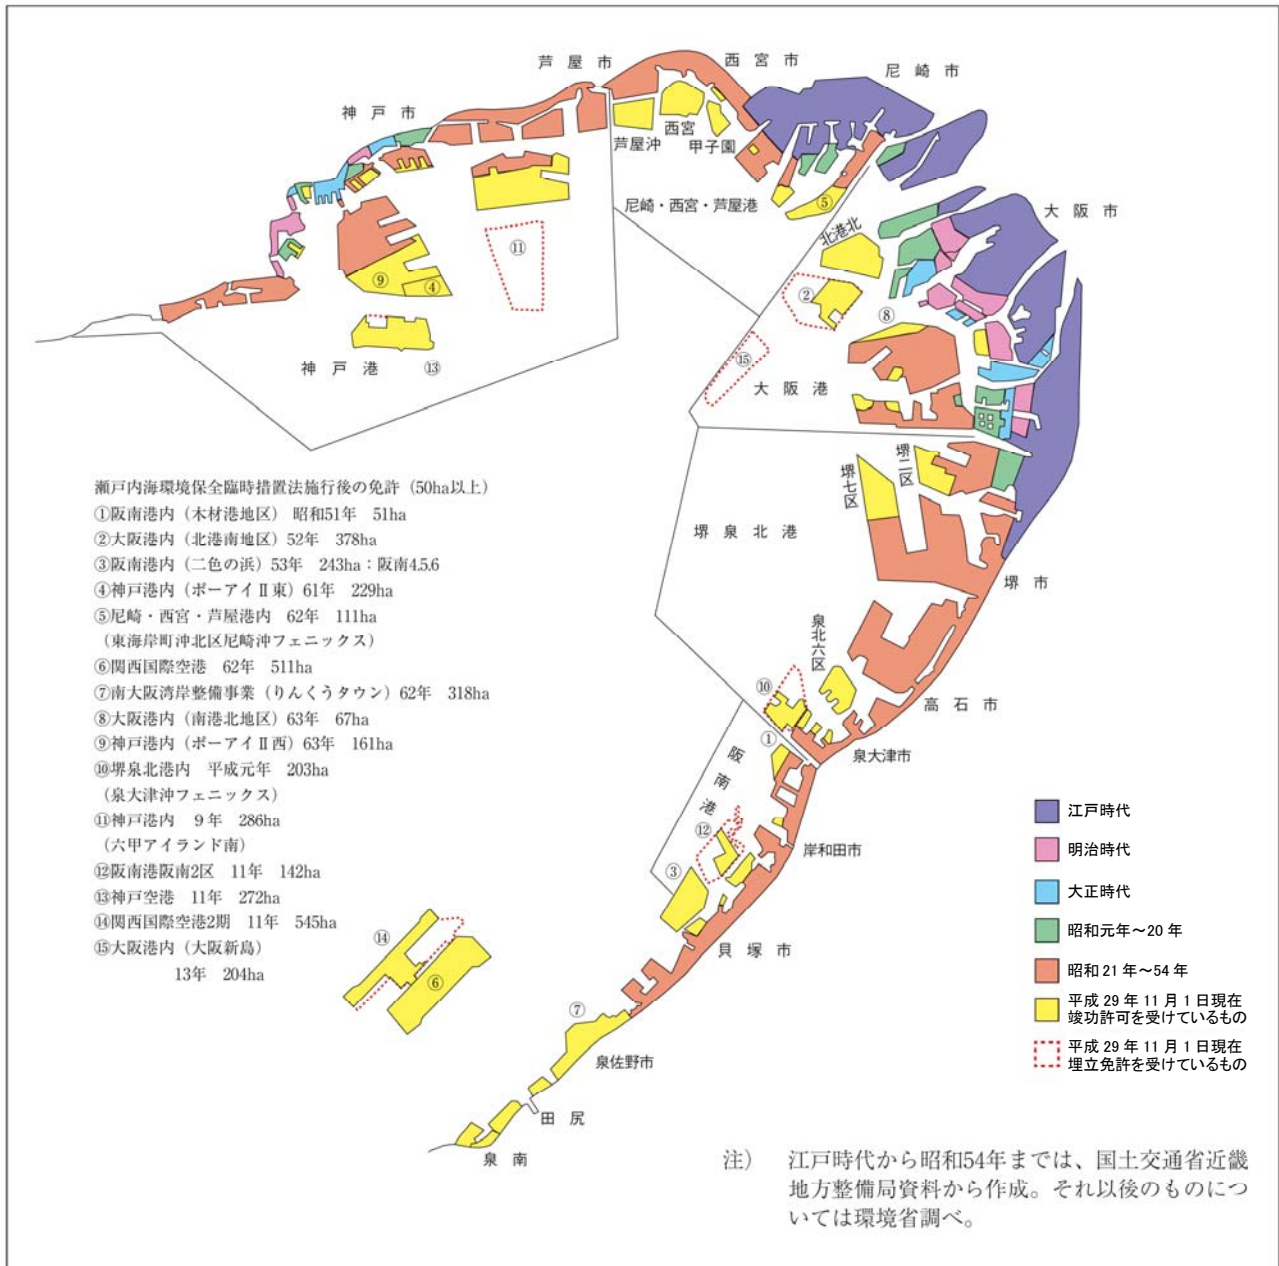 芦屋市
西宮市
尼崎市
神戸市
芦屋沖
西宮
甲子園
尼崎・西宮・芦屋港
⑤
大阪市
北港北
⑪
⑨
④
②
⑧
神戸港
⑬
⑮
大阪港
堺二区
堺七区
堺泉北港
堺市
瀬戸内海環境保全臨時措置法施行後の免許（50ha以上）
①阪南港内（木材港地区） 昭和51年 51ha
②大阪港内（北港南地区）52年 378ha
③阪南港内（二色の浜）53年 243ha：阪南4.5.6
④神戸港内（ポーアイⅡ東）61年 229ha
⑤尼崎・西宮・芦屋港内 62年 111ha
（東海岸町沖北区尼崎沖フェニックス）
⑥関西国際空港 62年 511ha
⑦南大阪湾岸整備事業（りんくうタウン）62年 318ha
⑧大阪港内（南港北地区）63年 67ha
⑨神戸港内（ポーアイⅡ西）63年 161ha
⑩堺泉北港内 平成元年 203ha
（泉大津沖フェニックス）
⑪神戸港内 9年 286ha
（六甲アイランド南）
⑫阪南港阪南2区 11年 142ha
⑬神戸空港 11年 272ha
⑭関西国際空港2期 11年 545ha
⑮大阪港内（大阪新島）
13年 204ha
泉北六区
⑩
高石市
①
泉大津市
阪南港
⑫
岸和田市
③
貝塚市
⑭
⑥
⑦
泉佐野市
田尻
泉南
江戸時代
明治時代
大正時代
昭和元年～20年
昭和21年～54年
平成29年11月1日現在
竣功許可を受けているもの
平成29年11月1日現在
埋立免許を受けているもの
注） 江戸時代から昭和54年までは、国土交通省近畿
地方整備局資料から作成。それ以後のものにつ
いては環境省調べ。